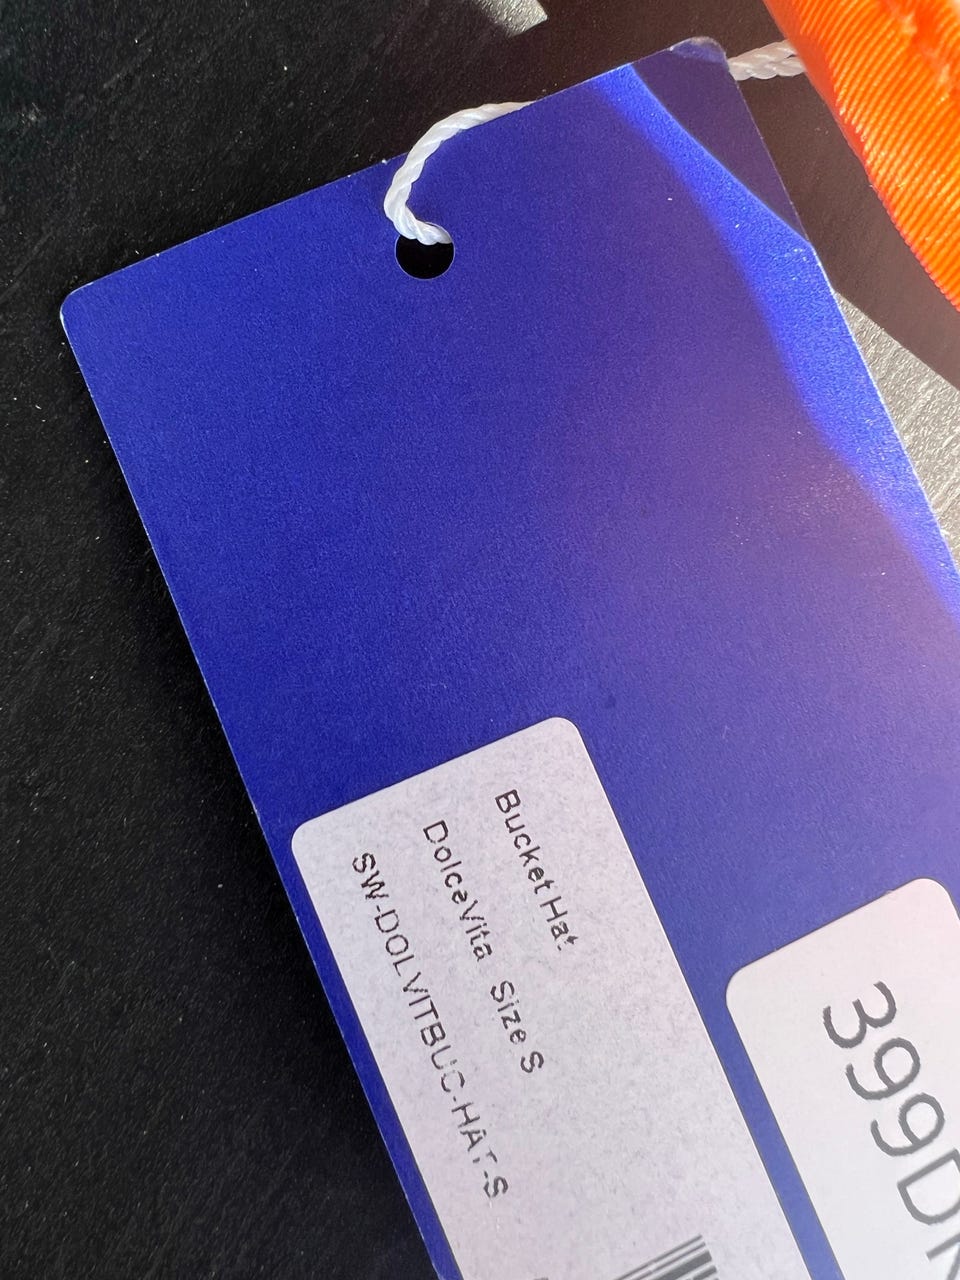 Bucket Hat
DolceVita Size S
SW-DOLVITBUC-HAT-S
399DK